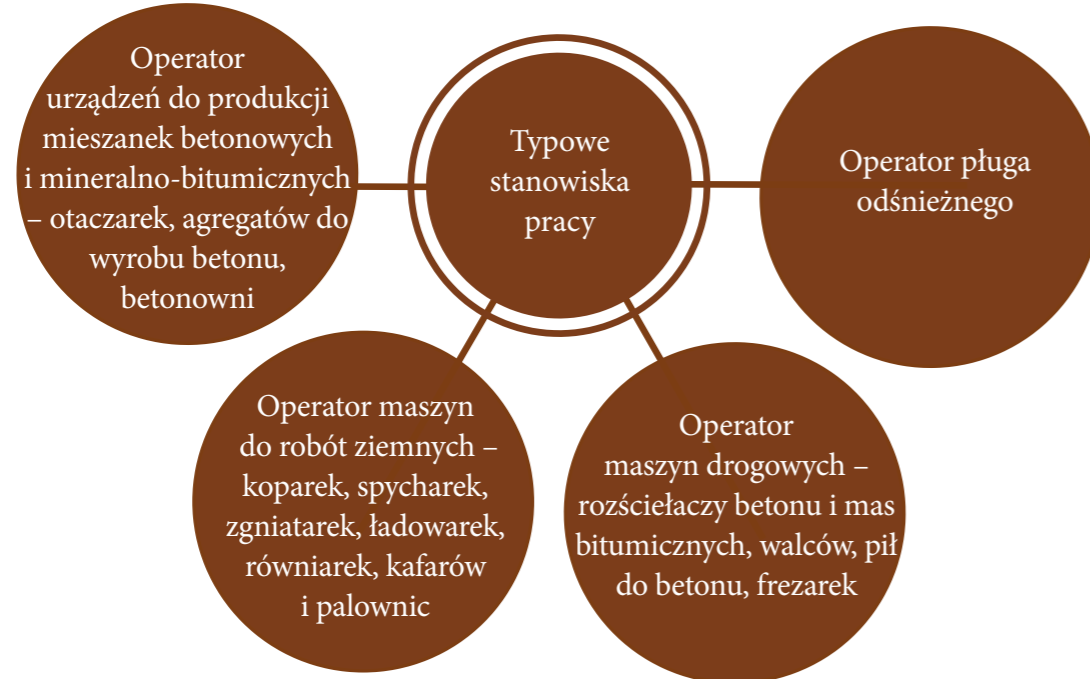 Operator
urządzeń do produkcji
mieszanek betonowych
i mineralno-bitumicznych
– otaczarek, agregatów do
wyrobu betonu,
betonowni
Typowe
stanowiska
pracy
Operator pługa
odśnieżnego
Operator maszyn
do robót ziemnych –
koparek, spycharek,
zgniatarek, ładowarek,
równiarek, kafarów
i palownic
Operator
maszyn drogowych –
rozściełaczy betonu i mas
bitumicznych, walców, pił
do betonu, frezarek